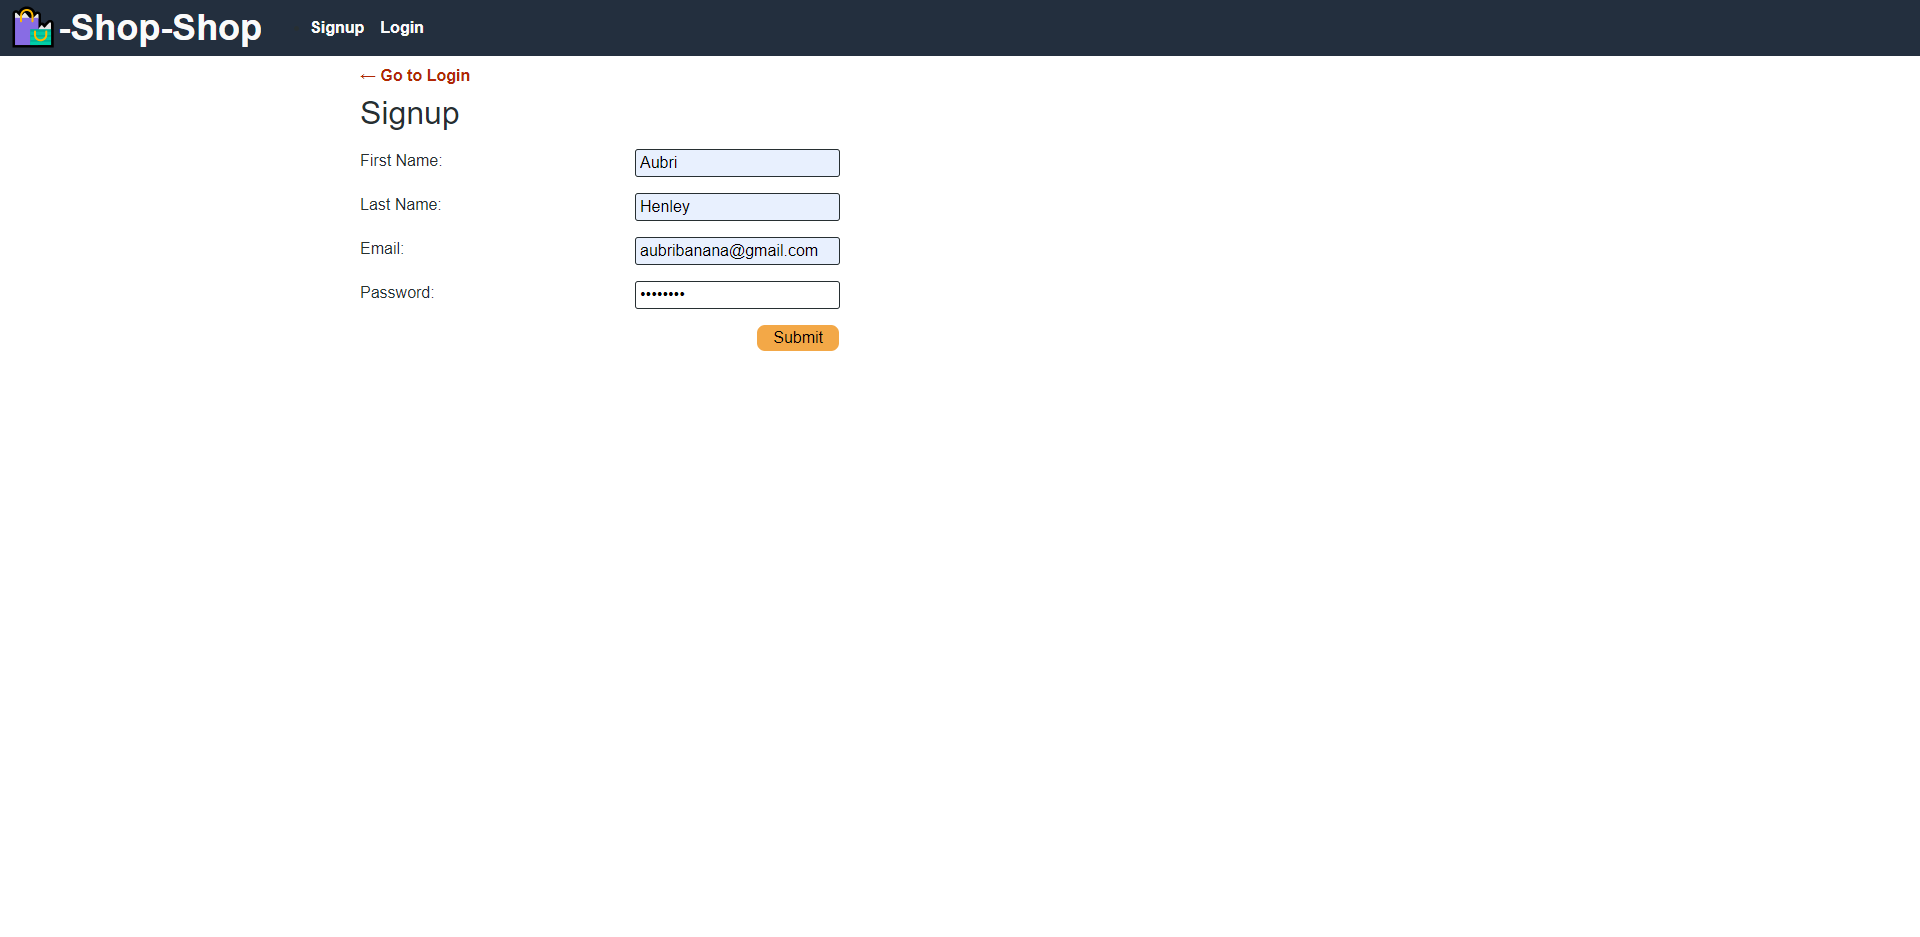 -Shop-Shop
Signup Login
← Go to Login
Signup
First Name: Aubri
Last Name: Henley
Email: aubribanana@gmail.com
Password: ••••••••
Submit